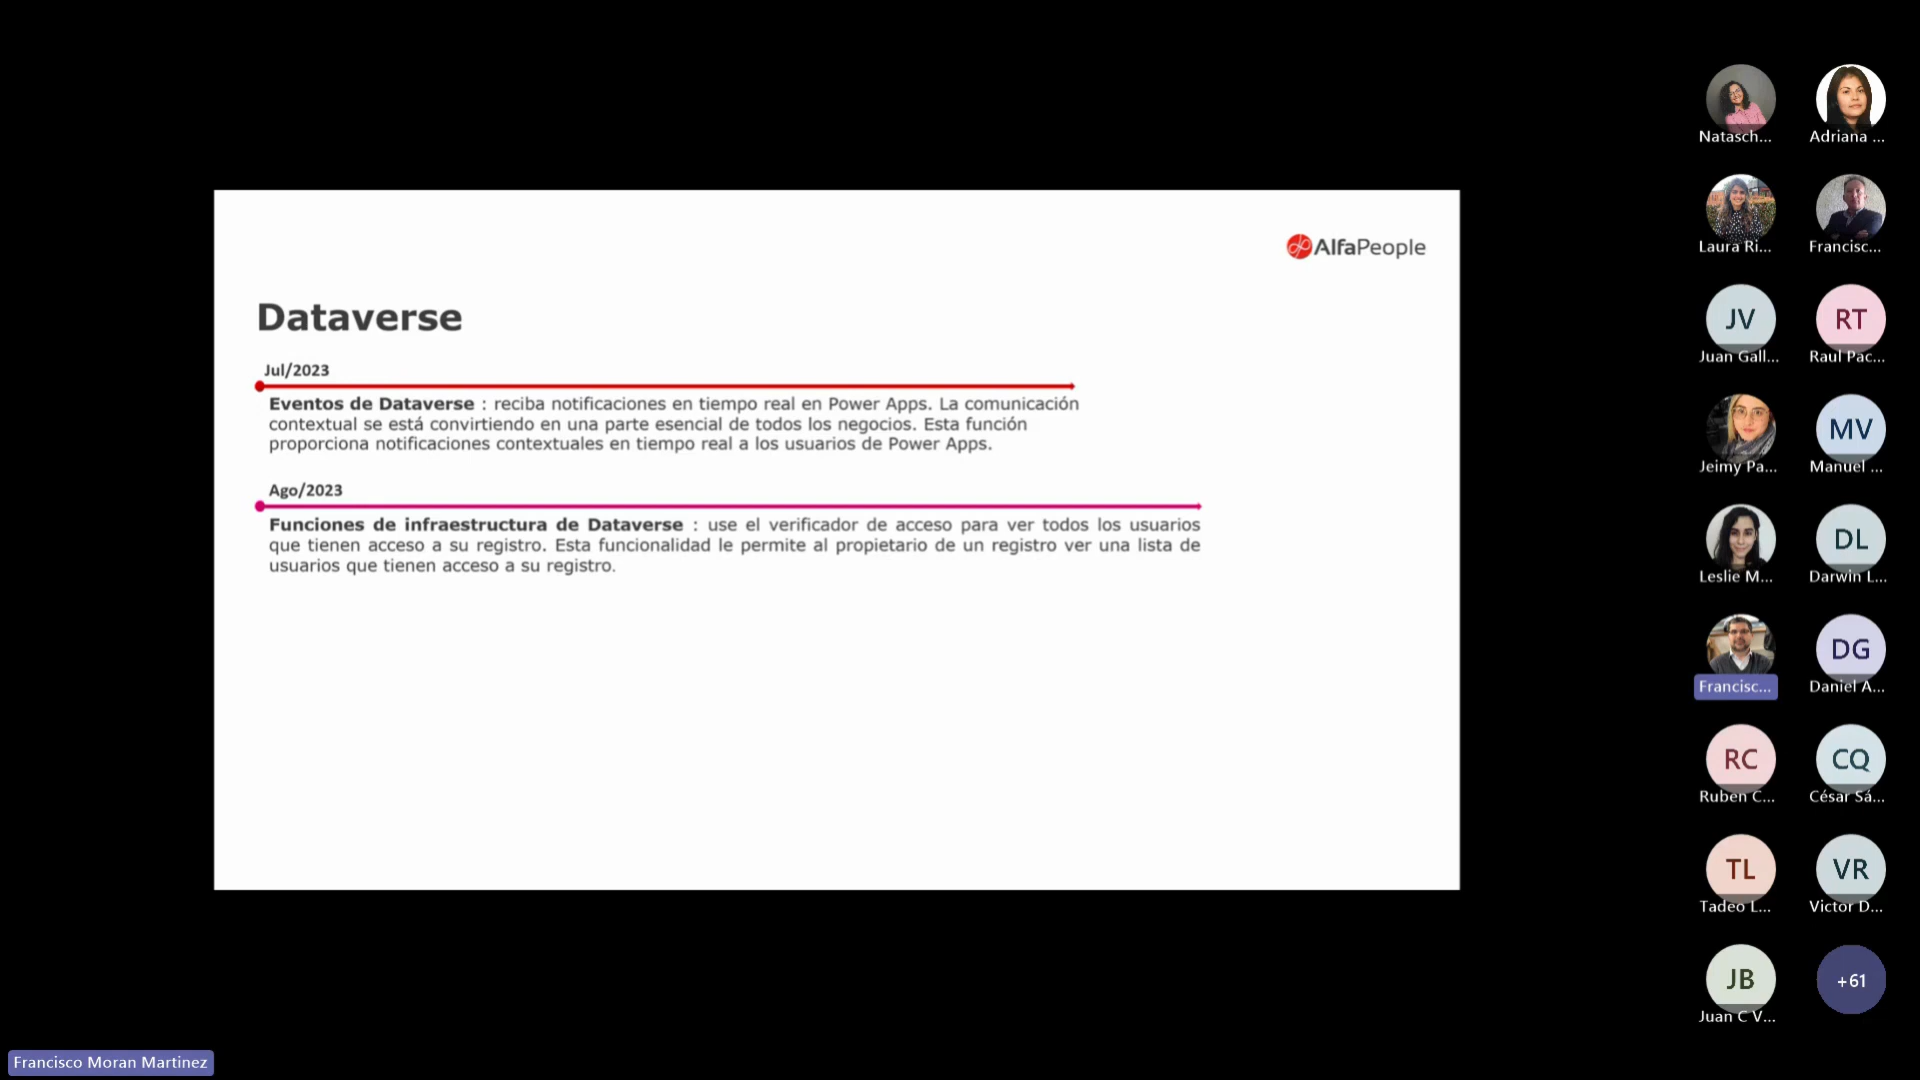 AlfaPeople
Dataverse
Jul/2023
Eventos de Dataverse : reciba notificaciones en tiempo real en Power Apps. La comunicación
contextual se está convirtiendo en una parte esencial de todos los negocios. Esta función
proporciona notificaciones contextuales en tiempo real a los usuarios de Power Apps.
Ago/2023
Funciones de infraestructura de Dataverse : use el verificador de acceso para ver todos los usuarios
que tienen acceso a su registro. Esta funcionalidad le permite al propietario de un registro ver una lista de
usuarios que tienen acceso a su registro.
Natasch...
Adriana ...
Laura Ri...
Francisc...
JV
RT
Juan Gall...
Raul Pac...
MV
Jeimy Pa...
Manuel ...
DL
Leslie M...
Darwin L...
DG
Francisc...
Daniel A...
RC
CQ
Ruben C...
César Sá...
TL
VR
Tadeo L...
Victor D...
JB
+61
Juan C V...
Francisco Moran Martinez